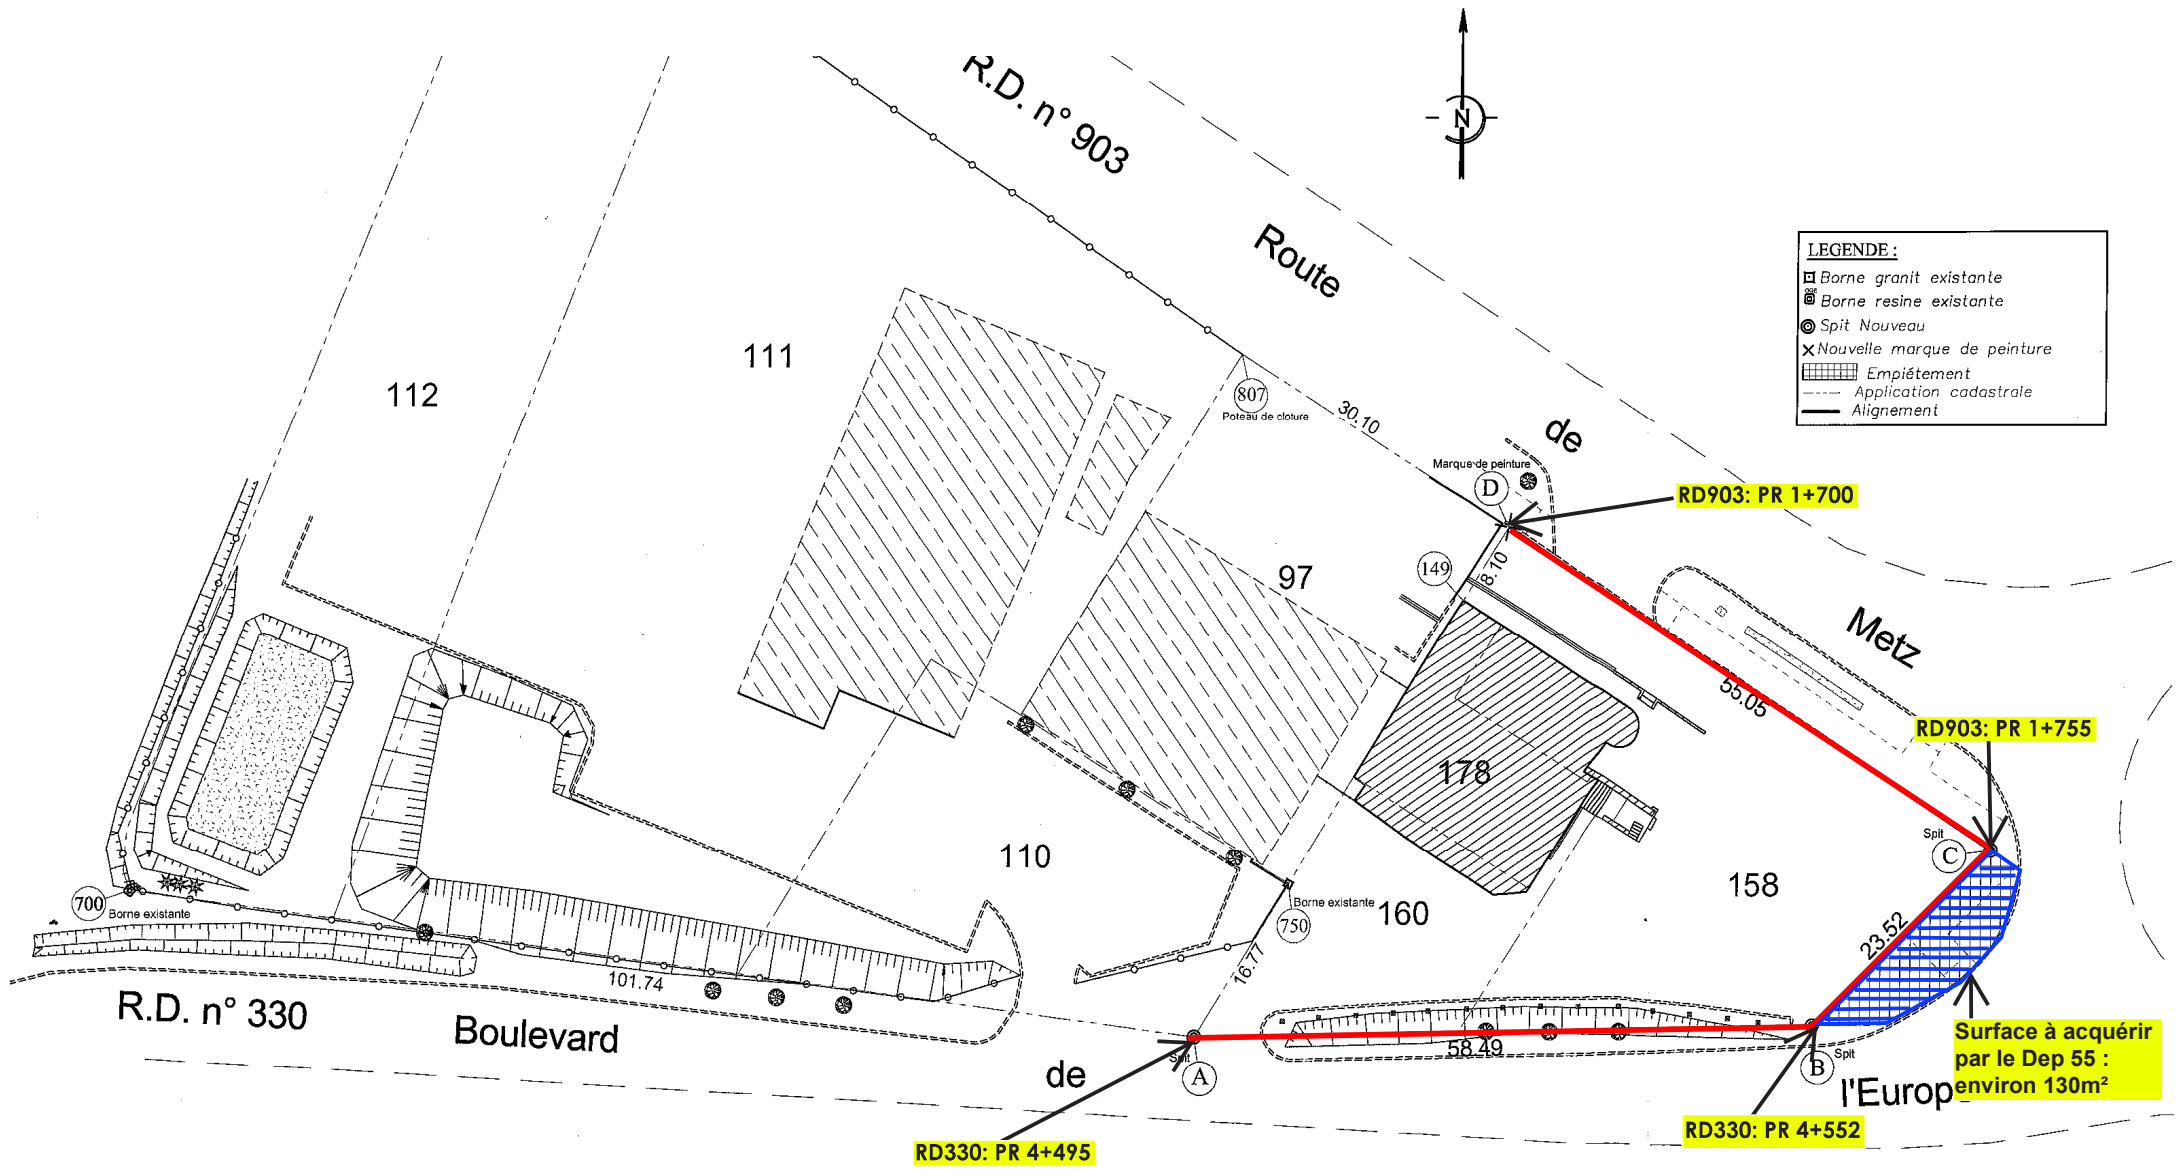 R.D. n° 903
N
Route
LEGENDE :
Borne granit existante
OGE
Borne resine existante
Spit Nouveau
Nouvelle marque de peinture
Empiétement
Application cadastrale
Alignement
111
112
807
Poteau de cloture
30.10
de
Marque de peinture
D
RD903: PR 1+700
149
8.10
97
Metz
55.05
RD903: PR 1+755
178
Spit
C
110
158
160
700
Borne existante
Borne existante
750
23.52
16.77
101.74
R.D. n° 330
Boulevard
58.49
Spit
A
de
B
Spit
l'Europ
Surface à acquérir
par le Dep 55 :
environ 130m²
RD330: PR 4+552
RD330: PR 4+495